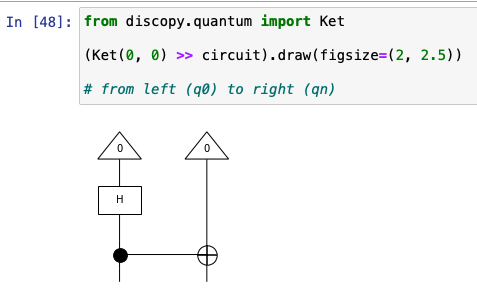 In [48]: from discopy.quantum import Ket
(Ket(0, 0) >> circuit).draw(figsize=(2, 2.5))
# from left (q0) to right (qn)
0 0
H